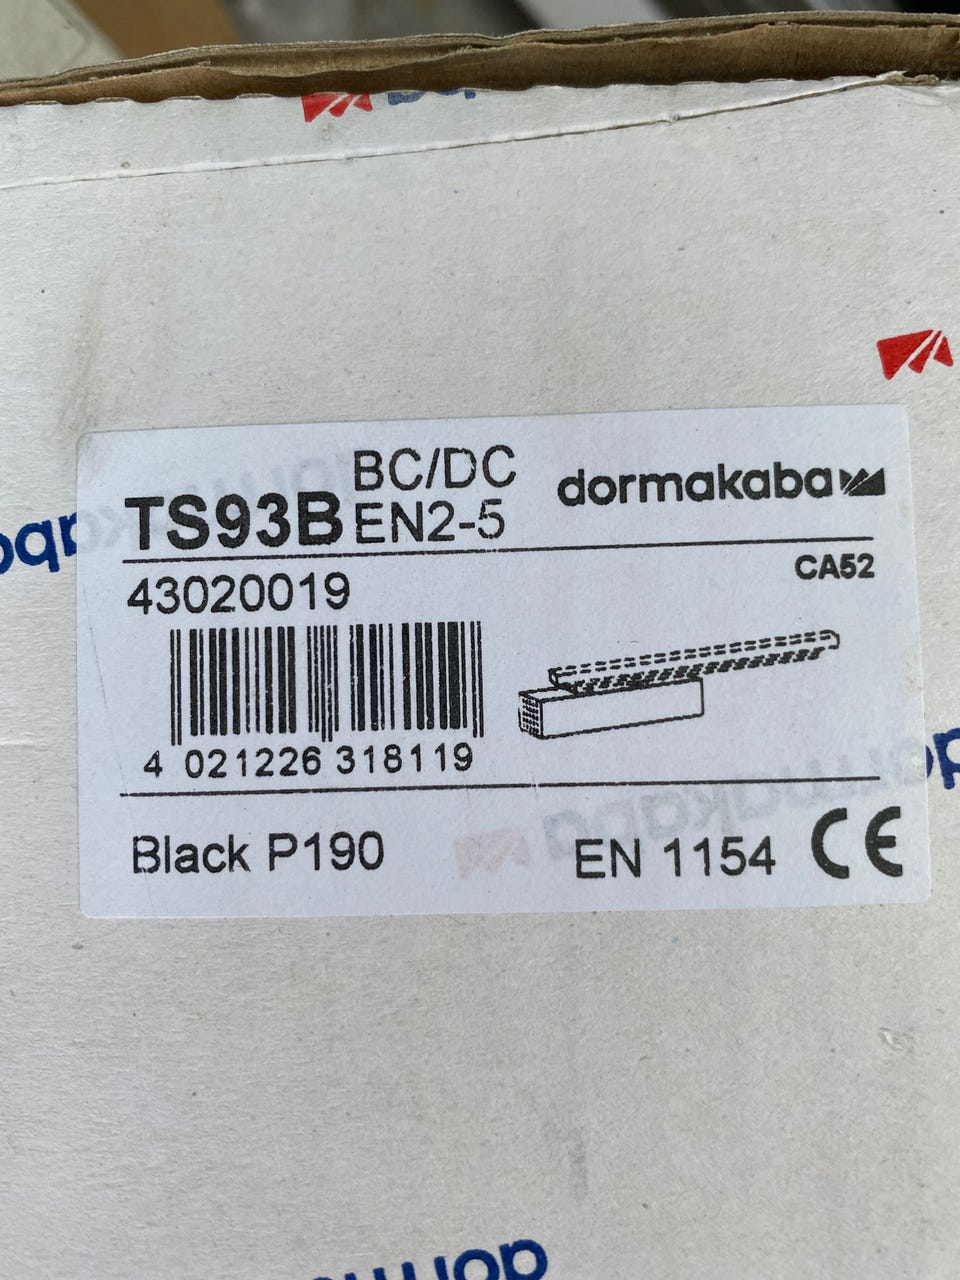 BC/DC
TS93B EN2-5
dormakaba
CA52
43020019
4 021226 318119
Black P190
EN 1154 CE